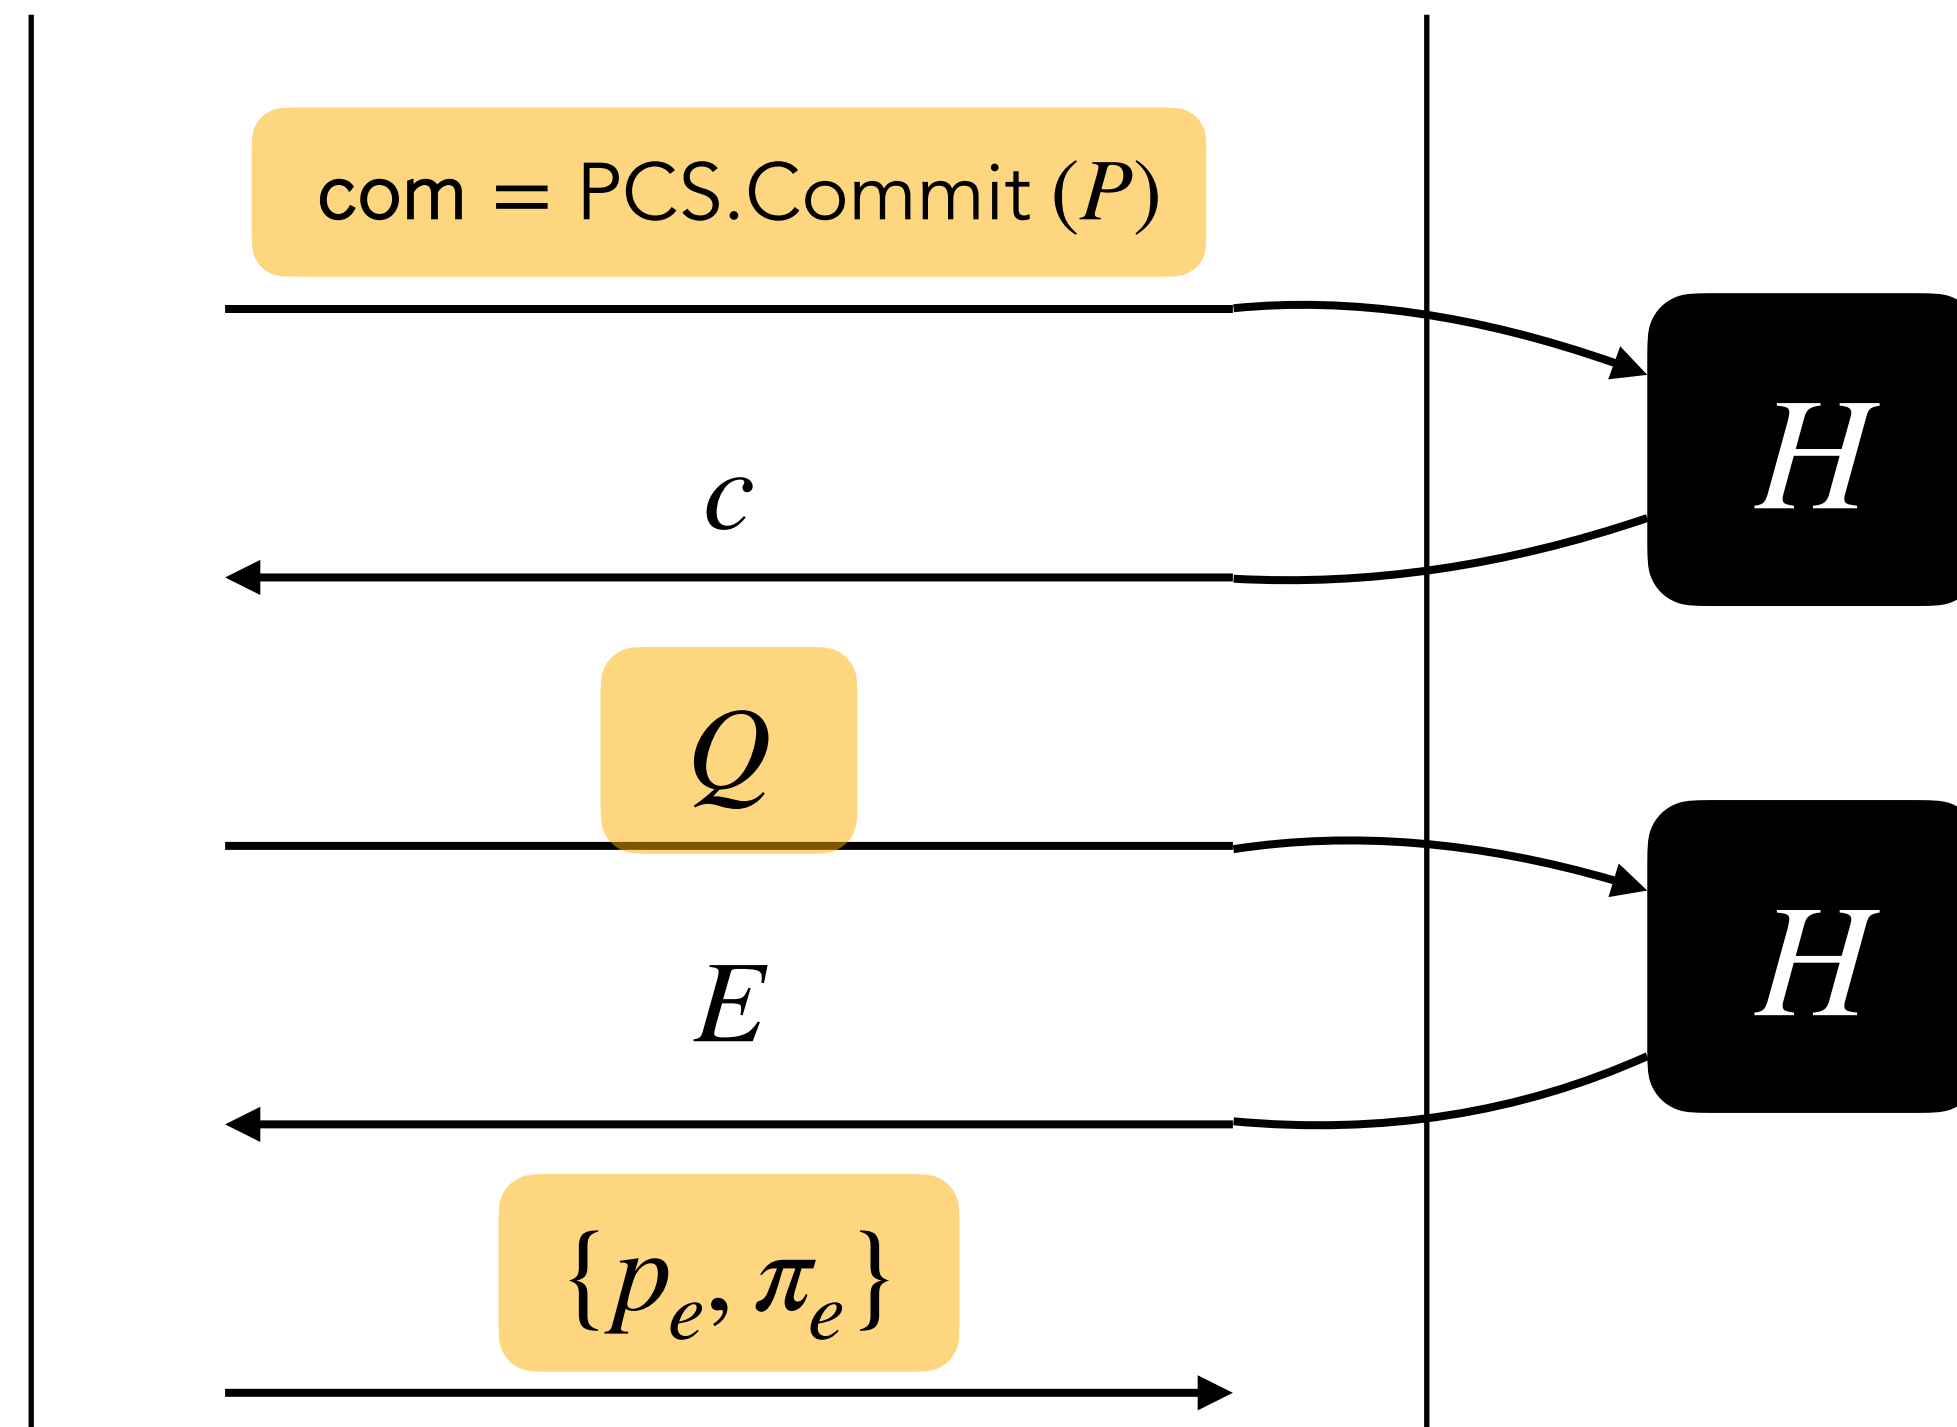 com = PCS.Commit (P)
H
c
Q
H
E
{p_e, π_e}